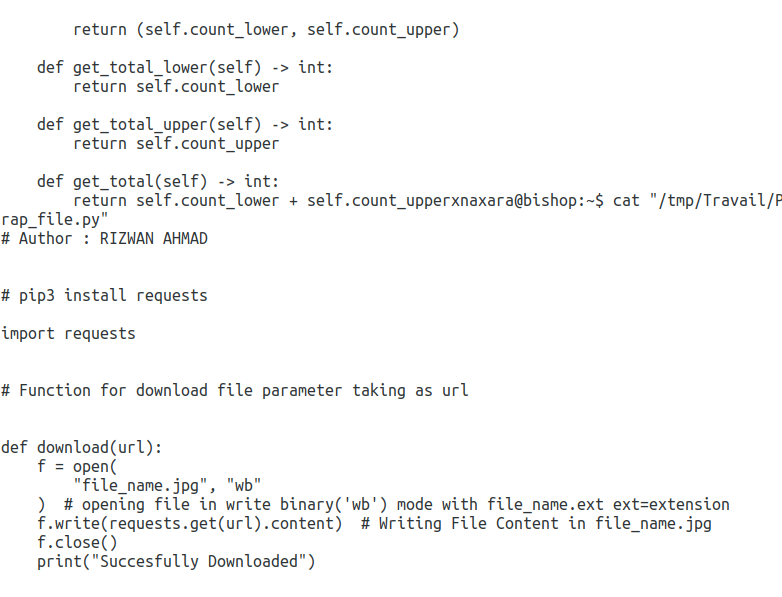 return (self.count_lower, self.count_upper)

    def get_total_lower(self) -> int:
        return self.count_lower

    def get_total_upper(self) -> int:
        return self.count_upper

    def get_total(self) -> int:
        return self.count_lower + self.count_upperxnaxara@bishop:~$ cat "/tmp/Travail/P
rap_file.py"
# Author : RIZWAN AHMAD


# pip3 install requests

import requests


# Function for download file parameter taking as url


def download(url):
    f = open(
        "file_name.jpg", "wb"
    )  # opening file in write binary('wb') mode with file_name.ext ext=extension
    f.write(requests.get(url).content)  # Writing File Content in file_name.jpg
    f.close()
    print("Succesfully Downloaded")